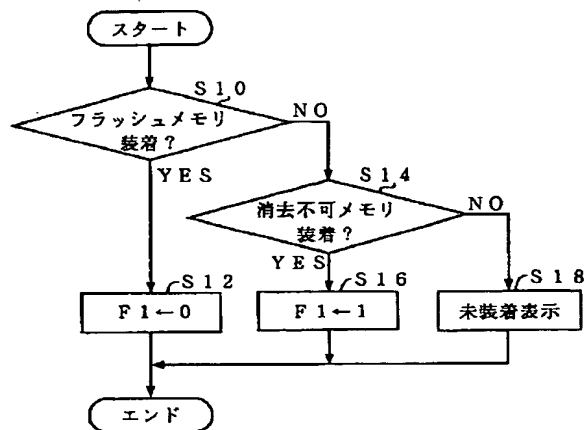 スタート
S10
フラッシュメモリ
装着?
NO
YES
S14
消去不可メモリ
装着?
NO
YES
S12
F1←0
S16
F1←1
S18
未装着表示
エンド